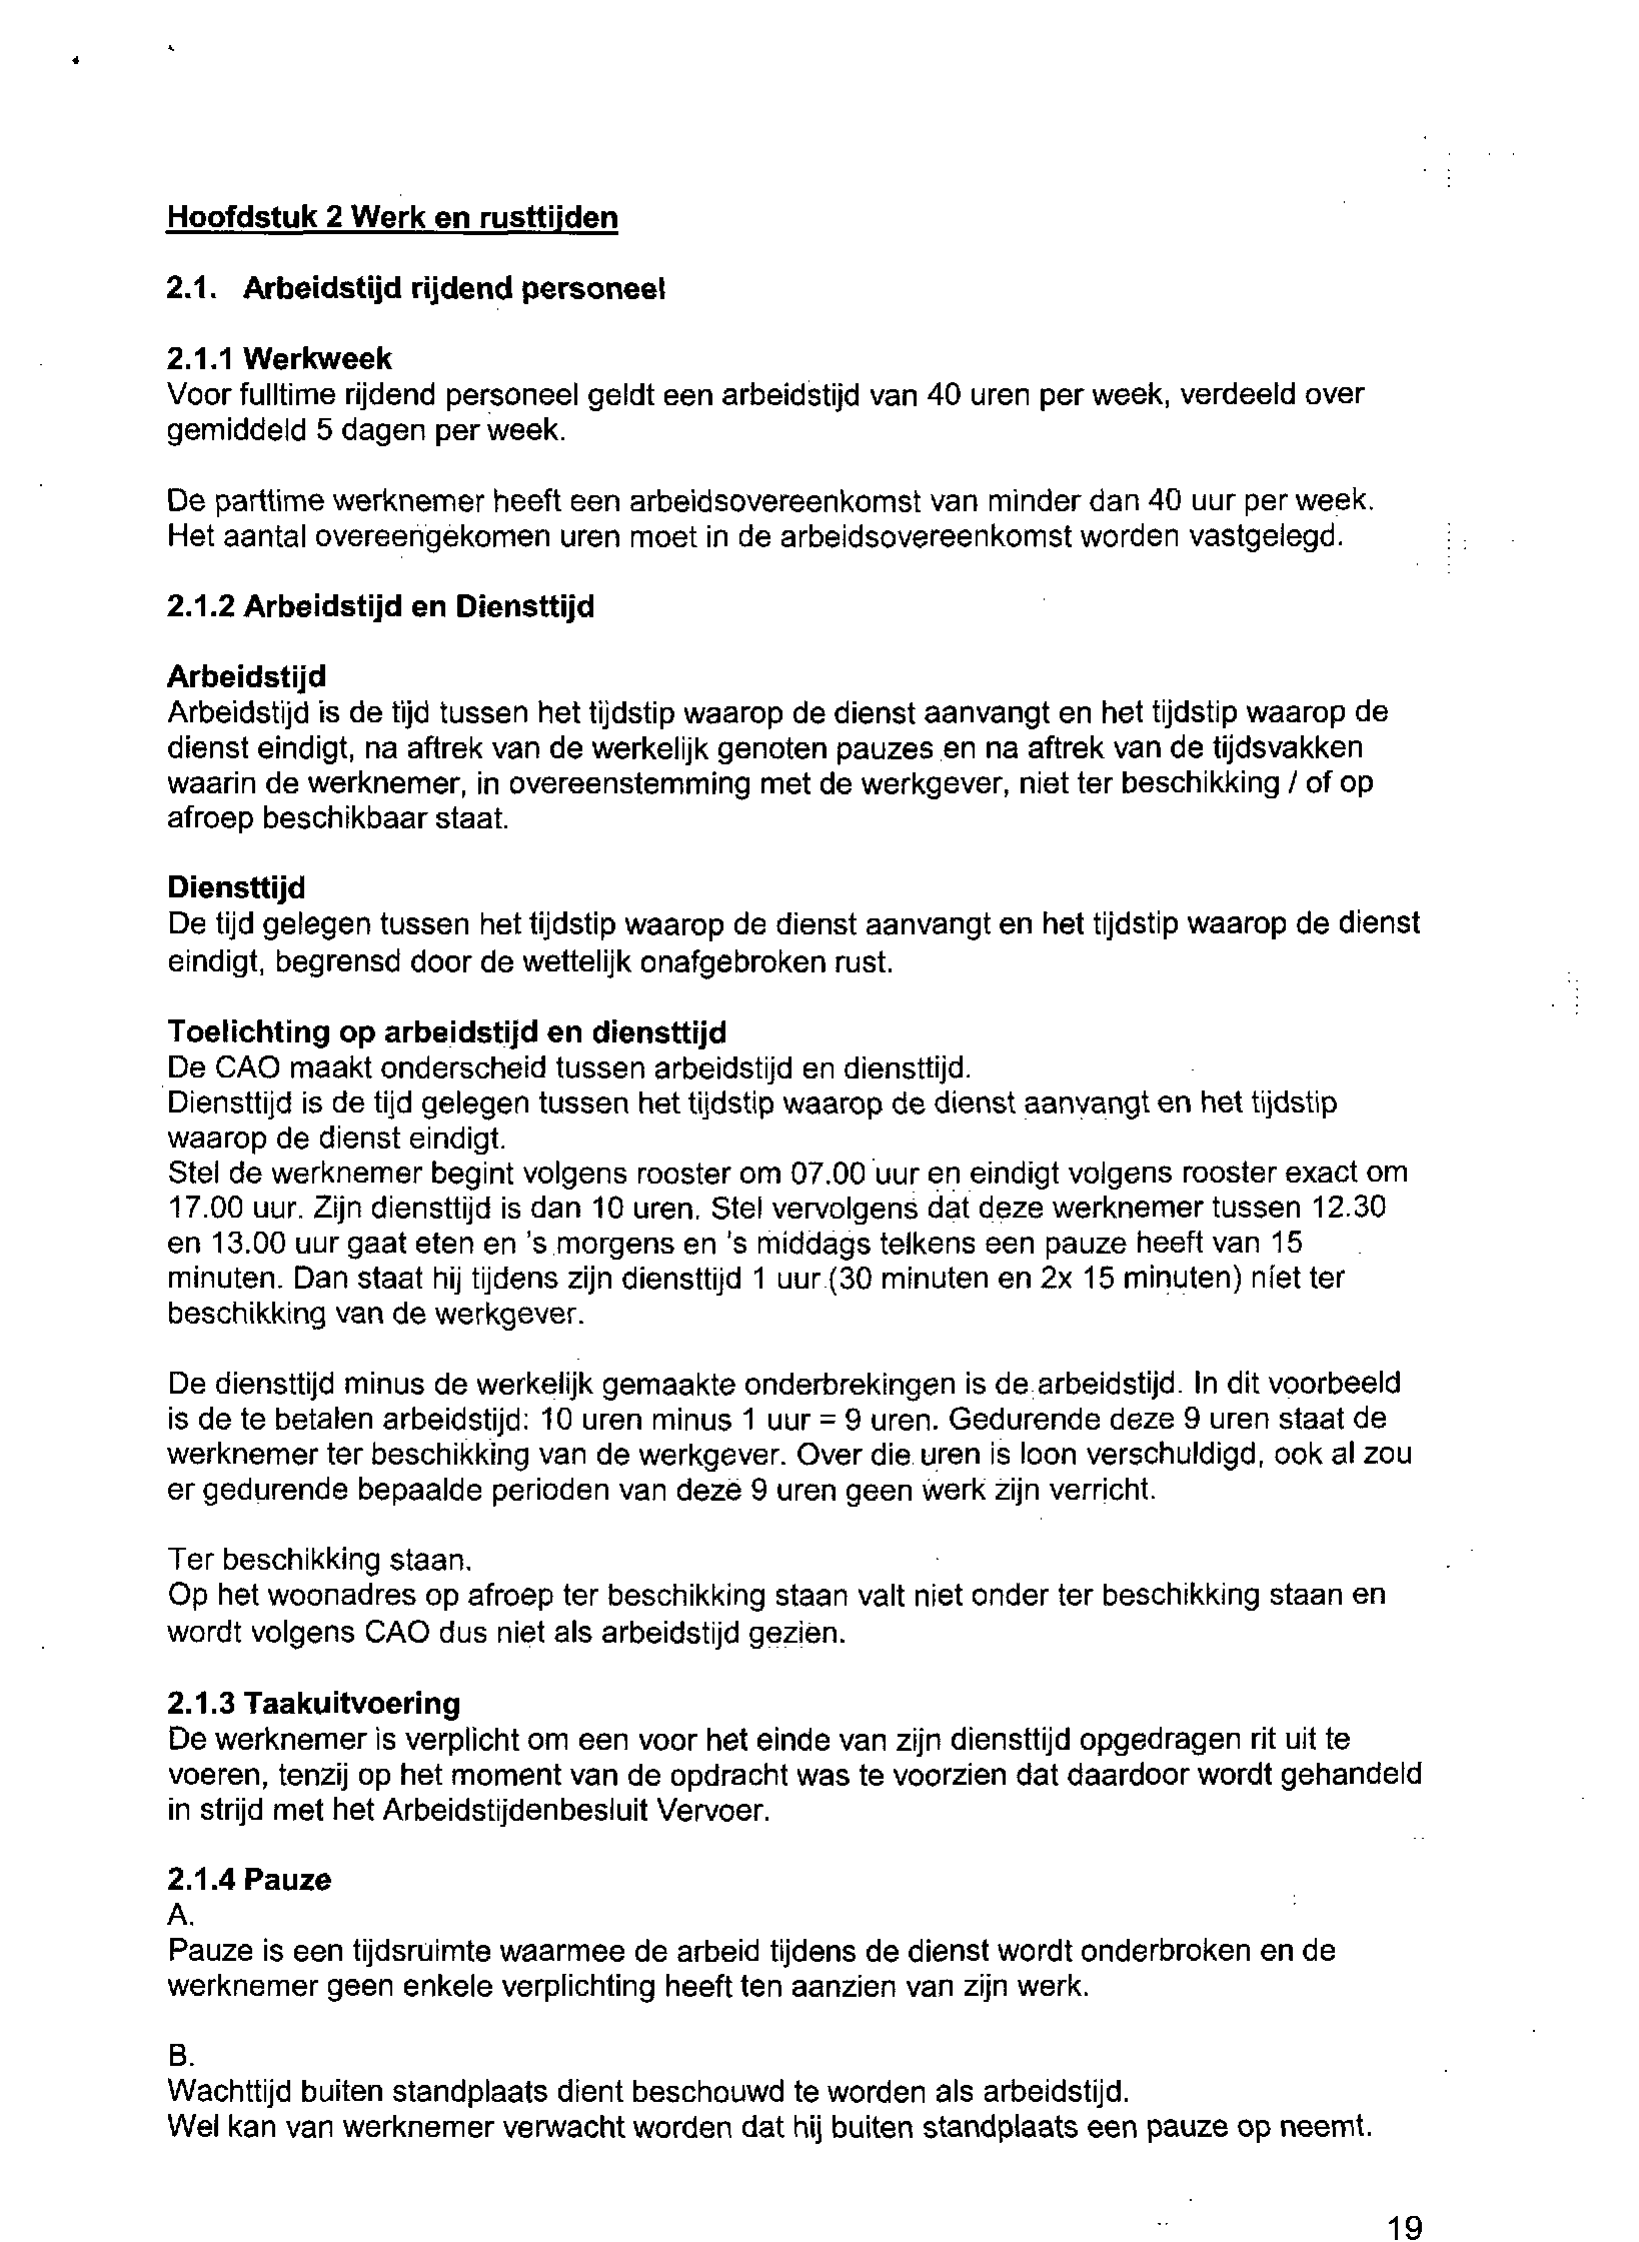 Hoofdstuk 2 Werk en rusttijden
2.1. Arbeidstijd rijdend personeel
2.1.1 Werkweek
Voor fulltime rijdend personeel geldt een arbeidstijd van 40 uren per week, verdeeld over
gemiddeld 5 dagen per week.
De parttime werknemer heeft een arbeidsovereenkomst van minder dan 40 uur per week.
Het aantal overeengekomen uren moet in de arbeidsovereenkomst worden vastgelegd.
2.1.2 Arbeidstijd en Diensttijd
Arbeidstijd
Arbeidstijd is de tijd tussen het tijdstip waarop de dienst aanvangt en het tijdstip waarop de
dienst eindigt, na aftrek van de werkelijk genoten pauzes en na aftrek van de tijdsvakken
waarin de werknemer, in overeenstemming met de werkgever, niet ter beschikking / of op
afroep beschikbaar staat.
Diensttijd
De tijd gelegen tussen het tijdstip waarop de dienst aanvangt en het tijdstip waarop de dienst
eindigt, begrensd door de wettelijk onafgebroken rust.
Toelichting op arbeidstijd en diensttijd
De CAO maakt onderscheid tussen arbeidstijd en diensttijd.
Diensttijd is de tijd gelegen tussen het tijdstip waarop de dienst aanvangt en het tijdstip
waarop de dienst eindigt.
Stel de werknemer begint volgens rooster om 07.00 uur en eindigt volgens rooster exact om
17.00 uur. Zijn diensttijd is dan 10 uren. Stel vervolgens dat deze werknemer tussen 12.30
en 13.00 uur gaat eten en 's morgens en 's middags telkens een pauze heeft van 15
minuten. Dan staat hij tijdens zijn diensttijd 1 uur (30 minuten en 2x 15 minuten) niet ter
beschikking van de werkgever.
De diensttijd minus de werkelijk gemaakte onderbrekingen is de arbeidstijd. In dit voorbeeld
is de te betalen arbeidstijd: 10 uren minus 1 uur = 9 uren. Gedurende deze 9 uren staat de
werknemer ter beschikking van de werkgever. Over die uren is loon verschuldigd, ook al zou
er gedurende bepaalde perioden van deze 9 uren geen werk zijn verricht.
Ter beschikking staan.
Op het woonadres op afroep ter beschikking staan valt niet onder ter beschikking staan en
wordt volgens CAO dus niet als arbeidstijd gezien.
2.1.3 Taakuitvoering
De werknemer is verplicht om een voor het einde van zijn diensttijd opgedragen rit uit te
voeren, tenzij op het moment van de opdracht was te voorzien dat daardoor wordt gehandeld
in strijd met het Arbeidstijdenbesluit Vervoer.
2.1.4 Pauze
A.
Pauze is een tijdsruimte waarmee de arbeid tijdens de dienst wordt onderbroken en de
werknemer geen enkele verplichting heeft ten aanzien van zijn werk.
B.
Wachttijd buiten standplaats dient beschouwd te worden als arbeidstijd.
Wel kan van werknemer verwacht worden dat hij buiten standplaats een pauze op neemt.
19